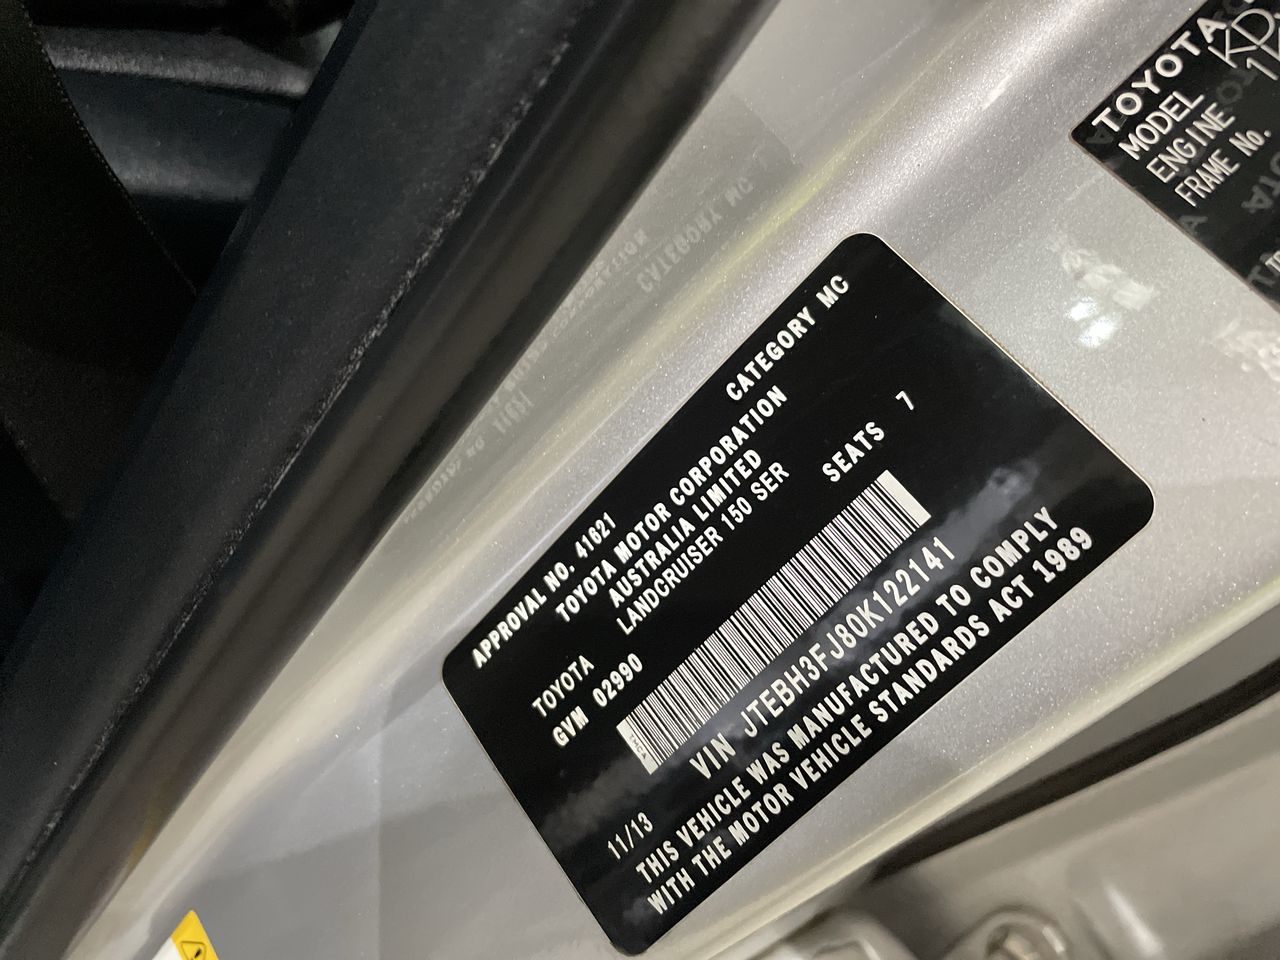 APPROVAL NO. 41621 CATEGORY MC
TOYOTA MOTOR CORPORATION
AUSTRALIA LIMITED
TOYOTA LANDCRUISER 150 SER
GVM 02990 SEATS 7
VIN JTEBH3FJ80K122141
11/13
THIS VEHICLE WAS MANUFACTURED TO COMPLY
WITH THE MOTOR VEHICLE STANDARDS ACT 1989
TOYOTA
MODEL
ENGINE
FRAME No.